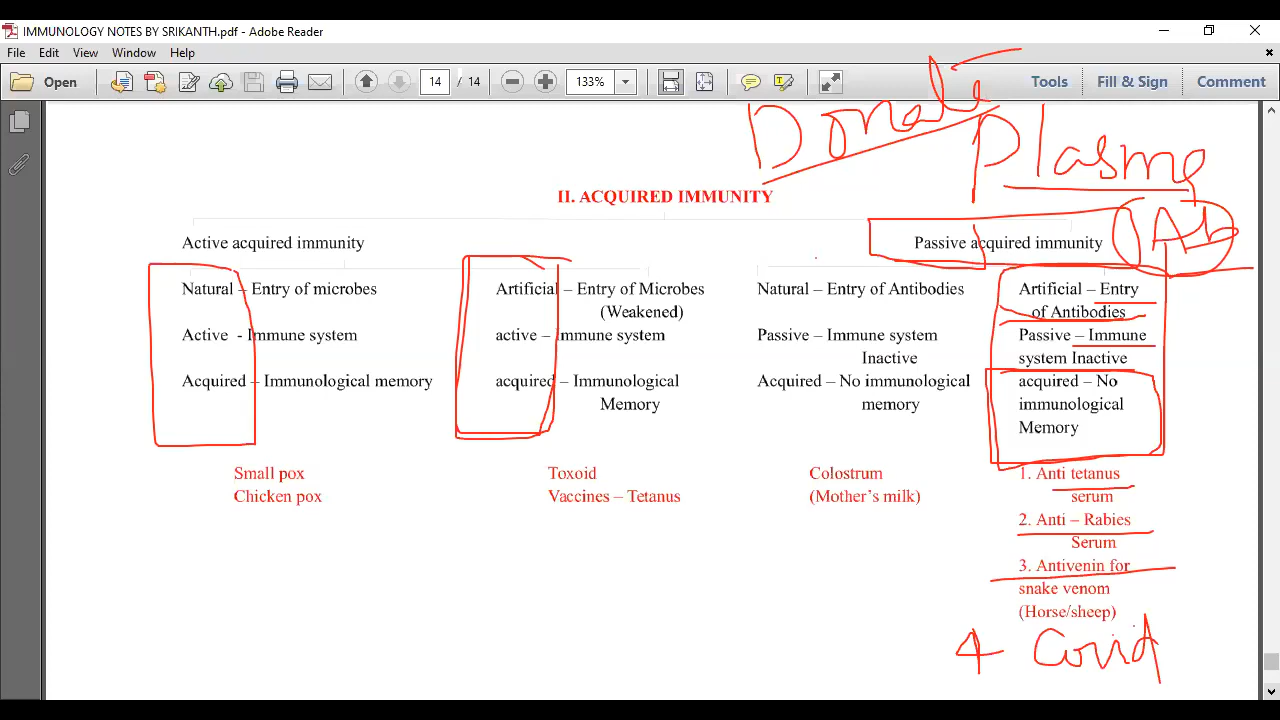 IMMUNOLOGY NOTES BY SRIKANTH.pdf - Adobe Reader
File Edit View Window Help
Open 14 / 14 133% Tools Fill & Sign Comment
Donate
Plasma
II. ACQUIRED IMMUNITY
Active acquired immunity
Passive acquired immunity
Ab
Natural – Entry of microbes
Active - Immune system
Acquired – Immunological memory
Small pox
Chicken pox
Artificial – Entry of Microbes
(Weakened)
active – Immune system
acquired – Immunological
Memory
Toxoid
Vaccines – Tetanus
Natural – Entry of Antibodies
Passive – Immune system
Inactive
Acquired – No immunological
memory
Colostrum
(Mother's milk)
Artificial – Entry
of Antibodies
Passive – Immune
system Inactive
acquired – No
immunological
Memory
1. Anti tetanus
serum
2. Anti – Rabies
Serum
3. Antivenin for
snake venom
(Horse/sheep)
4 Covid